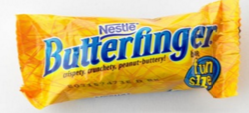 Nestlé
Butterfinger
crispety, crunchety, peanut-buttery!
fun
size